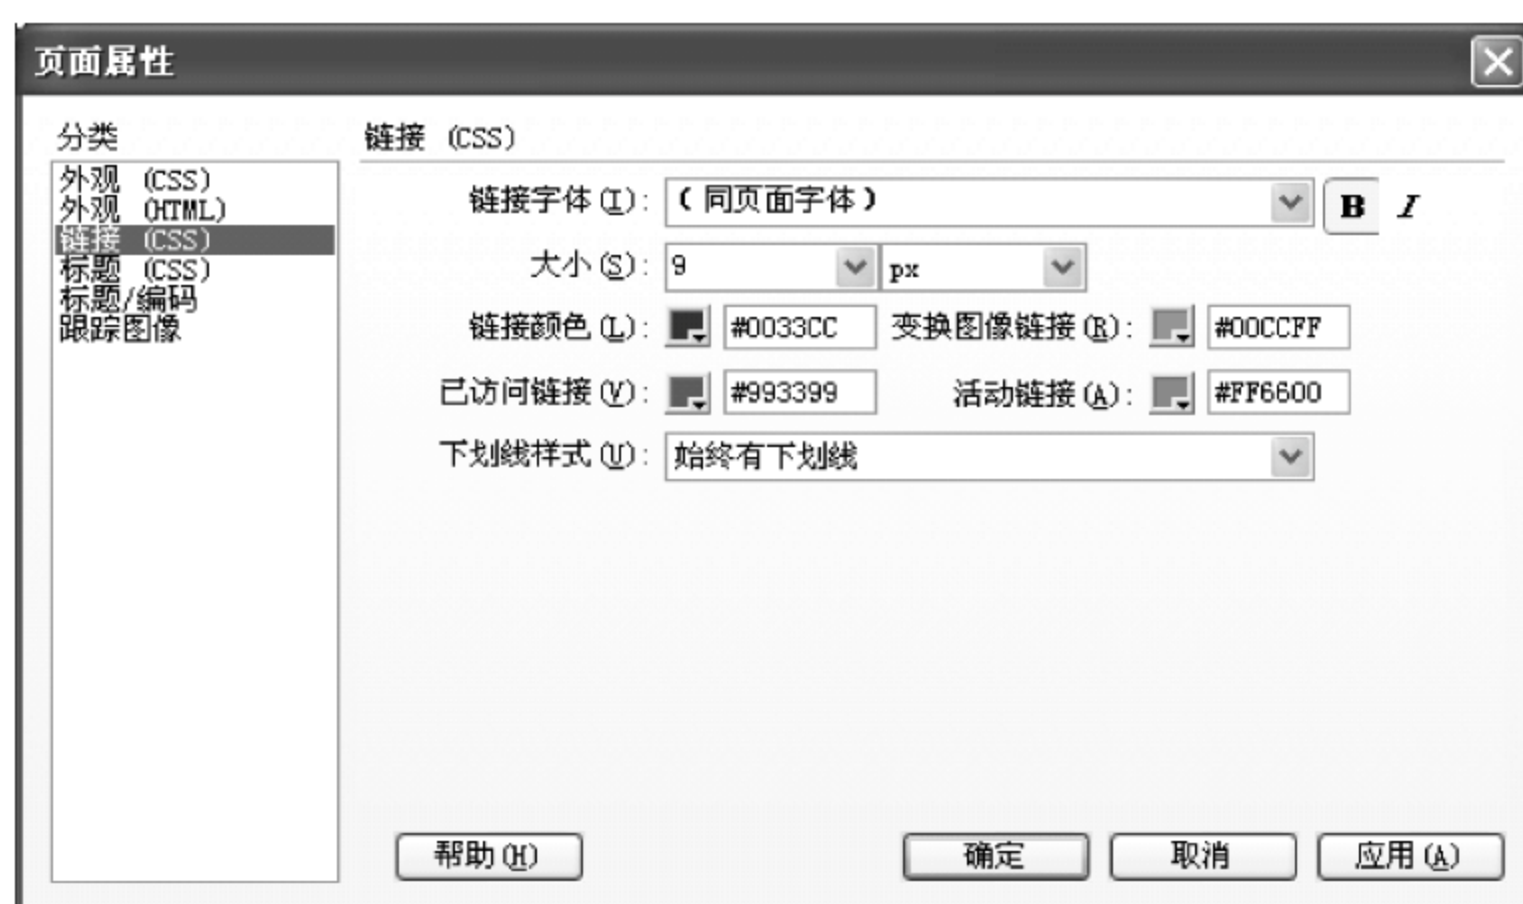 页面属性
分类
外观 (CSS)
外观 (HTML)
链接 (CSS)
标题 (CSS)
标题/编码
跟踪图像
链接 (CSS)
链接字体(I): (同页面字体) B I
大小(S): 9 px
链接颜色(L): #0033CC 变换图像链接(R): #00CCFF
已访问链接(V): #993399 活动链接(A): #FF6600
下划线样式(U): 始终有下划线
帮助(H) 确定 取消 应用(A)